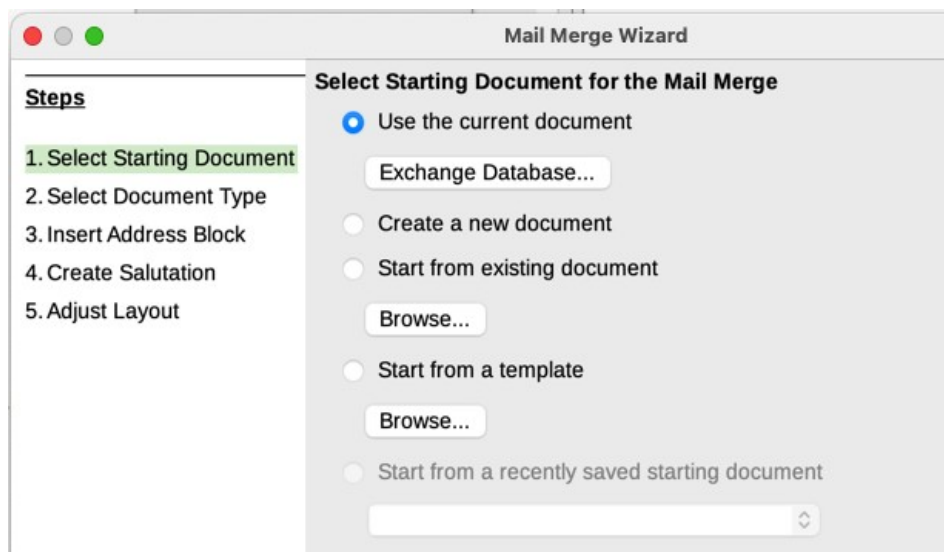 Mail Merge Wizard
Steps
1. Select Starting Document
2. Select Document Type
3. Insert Address Block
4. Create Salutation
5. Adjust Layout
Select Starting Document for the Mail Merge
Use the current document
Exchange Database...
Create a new document
Start from existing document
Browse...
Start from a template
Browse...
Start from a recently saved starting document